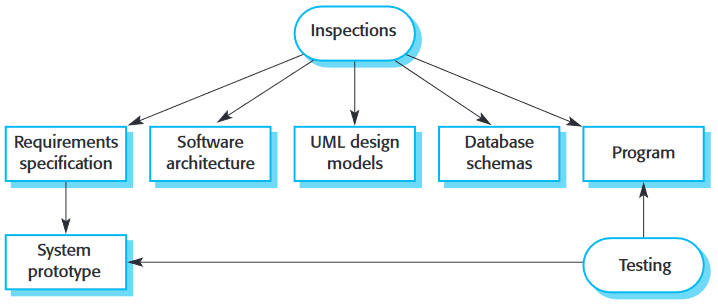 Inspections
Requirements
specification
Software
architecture
UML design
models
Database
schemas
Program
System
prototype
Testing